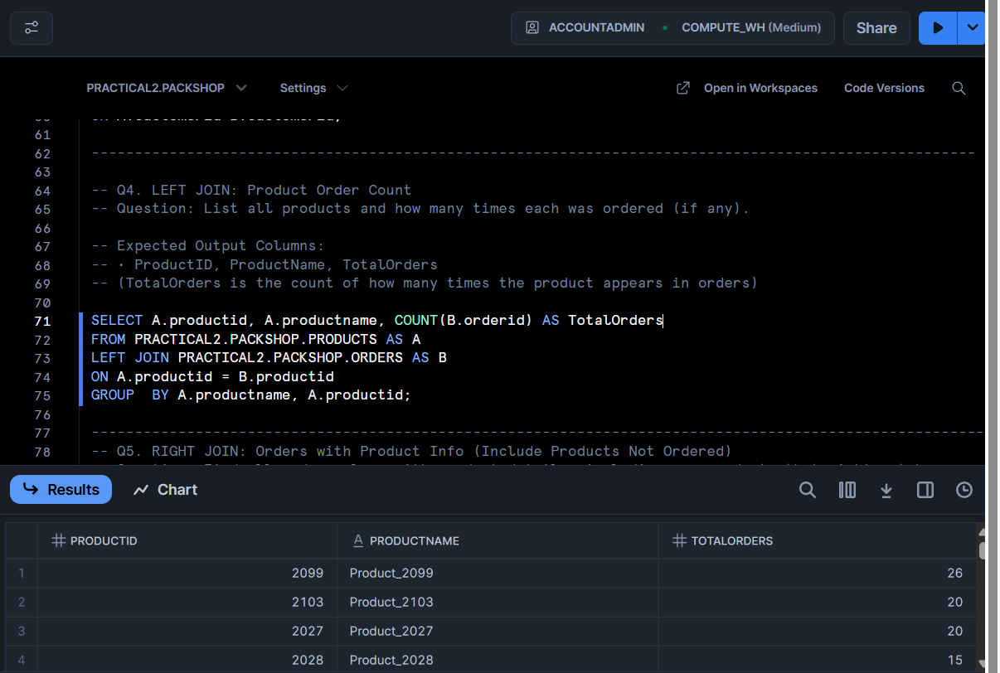 ACCOUNTADMIN • COMPUTE_WH (Medium) Share
PRACTICAL2.PACKSHOP Settings Open in Workspaces Code Versions
61
62 ----------------------------------------------------------------------------------------------------
63
64 -- Q4. LEFT JOIN: Product Order Count
65 -- Question: List all products and how many times each was ordered (if any).
66
67 -- Expected Output Columns:
68 -- · ProductID, ProductName, TotalOrders
69 -- (TotalOrders is the count of how many times the product appears in orders)
70
71 SELECT A.productid, A.productname, COUNT(B.orderid) AS TotalOrders
72 FROM PRACTICAL2.PACKSHOP.PRODUCTS AS A
73 LEFT JOIN PRACTICAL2.PACKSHOP.ORDERS AS B
74 ON A.productid = B.productid
75 GROUP  BY A.productname, A.productid;
76
77 ----------------------------------------------------------------------------------------------------
78 -- Q5. RIGHT JOIN: Orders with Product Info (Include Products Not Ordered)
Results Chart
PRODUCTID A PRODUCTNAME TOTALORDERS
1 2099 Product_2099 26
2 2103 Product_2103 20
3 2027 Product_2027 20
4 2028 Product_2028 15